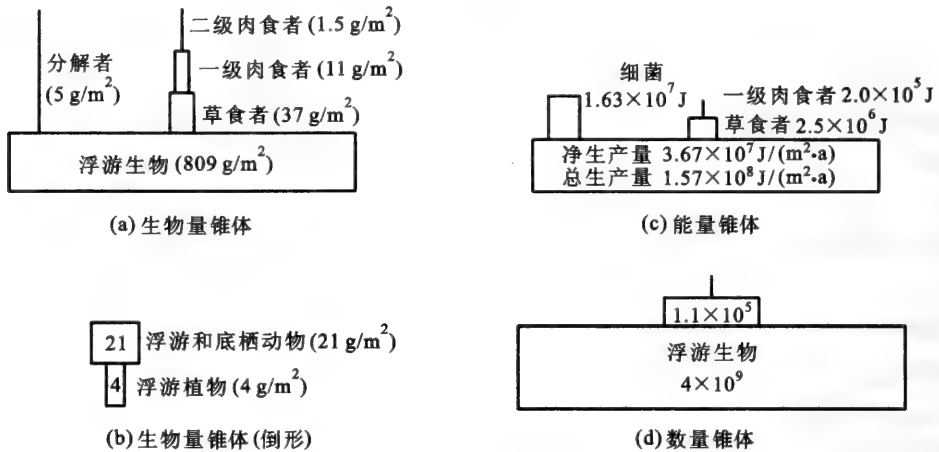 二级肉食者 (1.5 g/m²)
分解者
(5 g/m²)
一级肉食者 (11 g/m²)
草食者 (37 g/m²)
浮游生物 (809 g/m²)
(a) 生物量锥体
细菌
1.63×10⁷ J
一级肉食者 2.0×10⁵ J
草食者 2.5×10⁶ J
净生产量 3.67×10⁷ J/(m²·a)
总生产量 1.57×10⁸ J/(m²·a)
(c) 能量锥体
21 浮游和底栖动物 (21 g/m²)
4 浮游植物 (4 g/m²)
(b) 生物量锥体 (倒形)
1.1×10⁵
浮游生物
4×10⁹
(d) 数量锥体